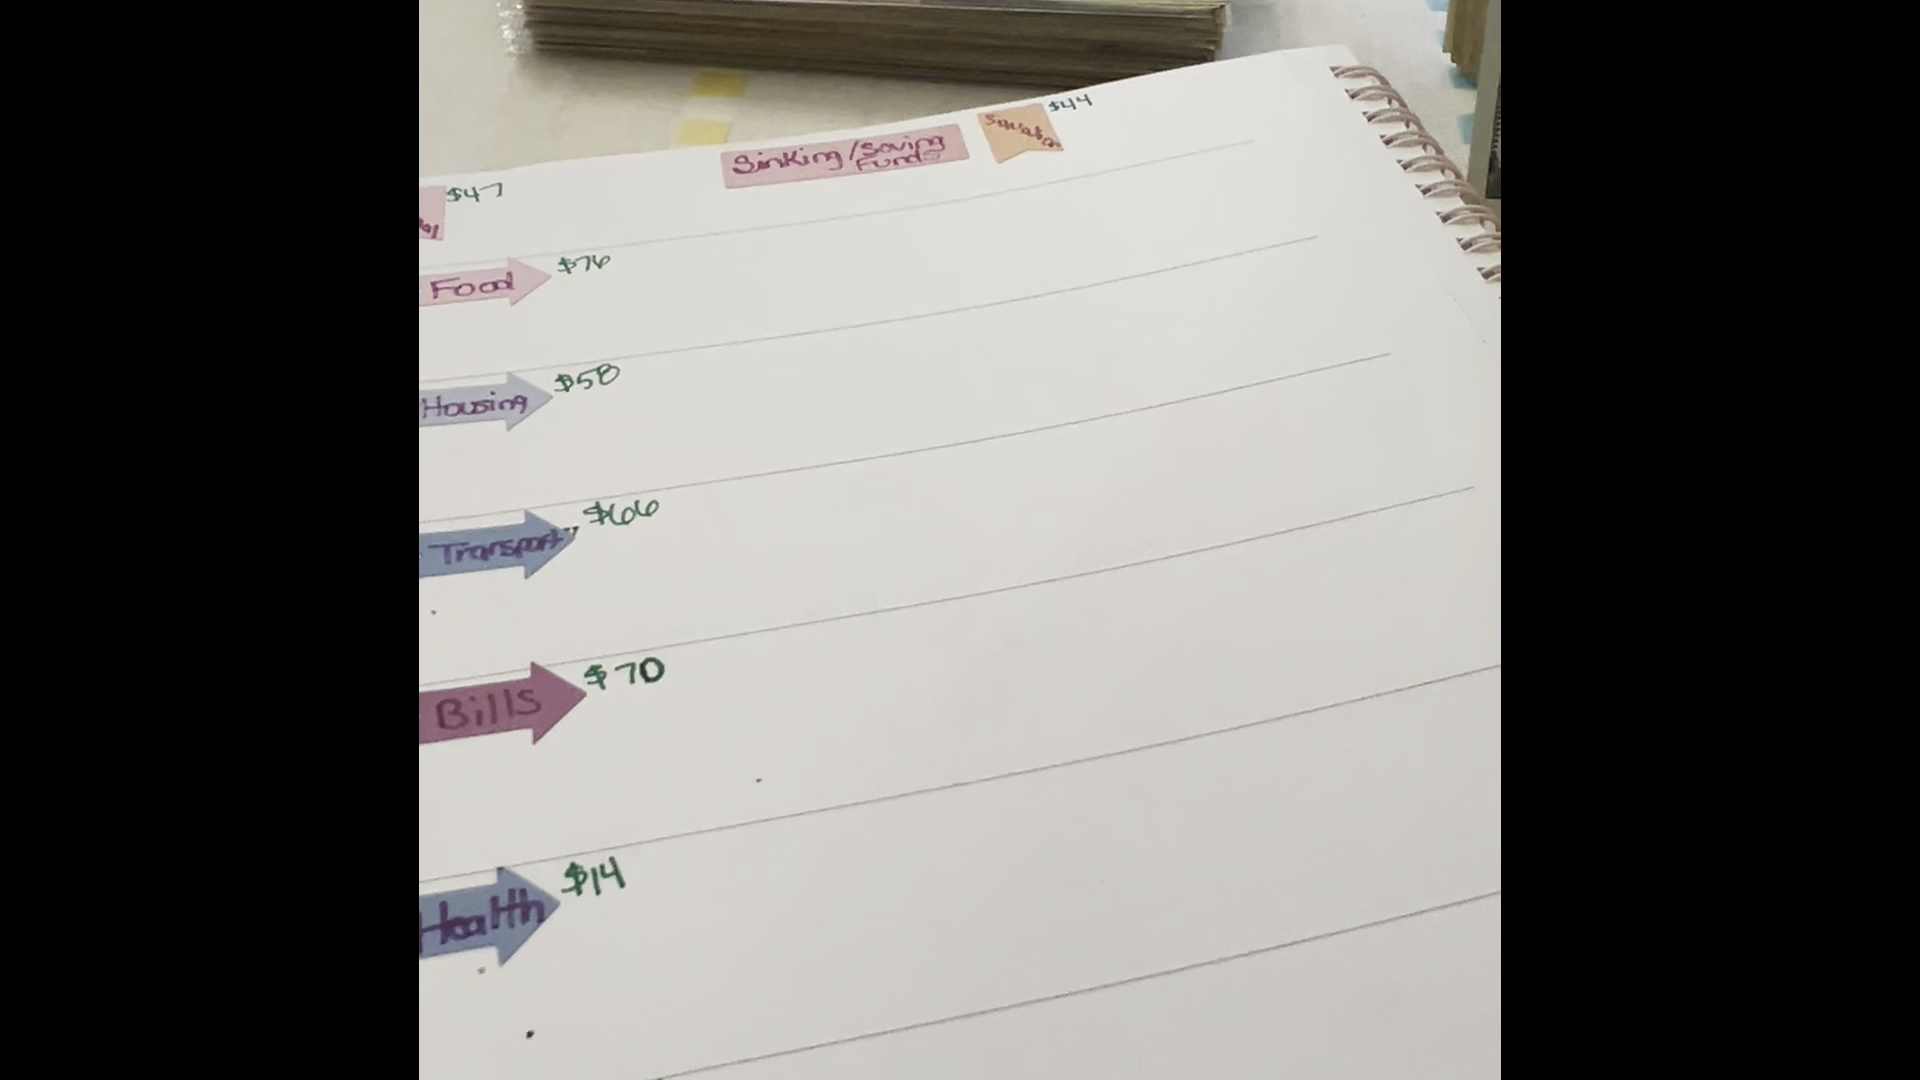 Sinking/Saving
Funds
$44
$47
Food $76
Housing $58
Transport $66
Bills $70
Health $14